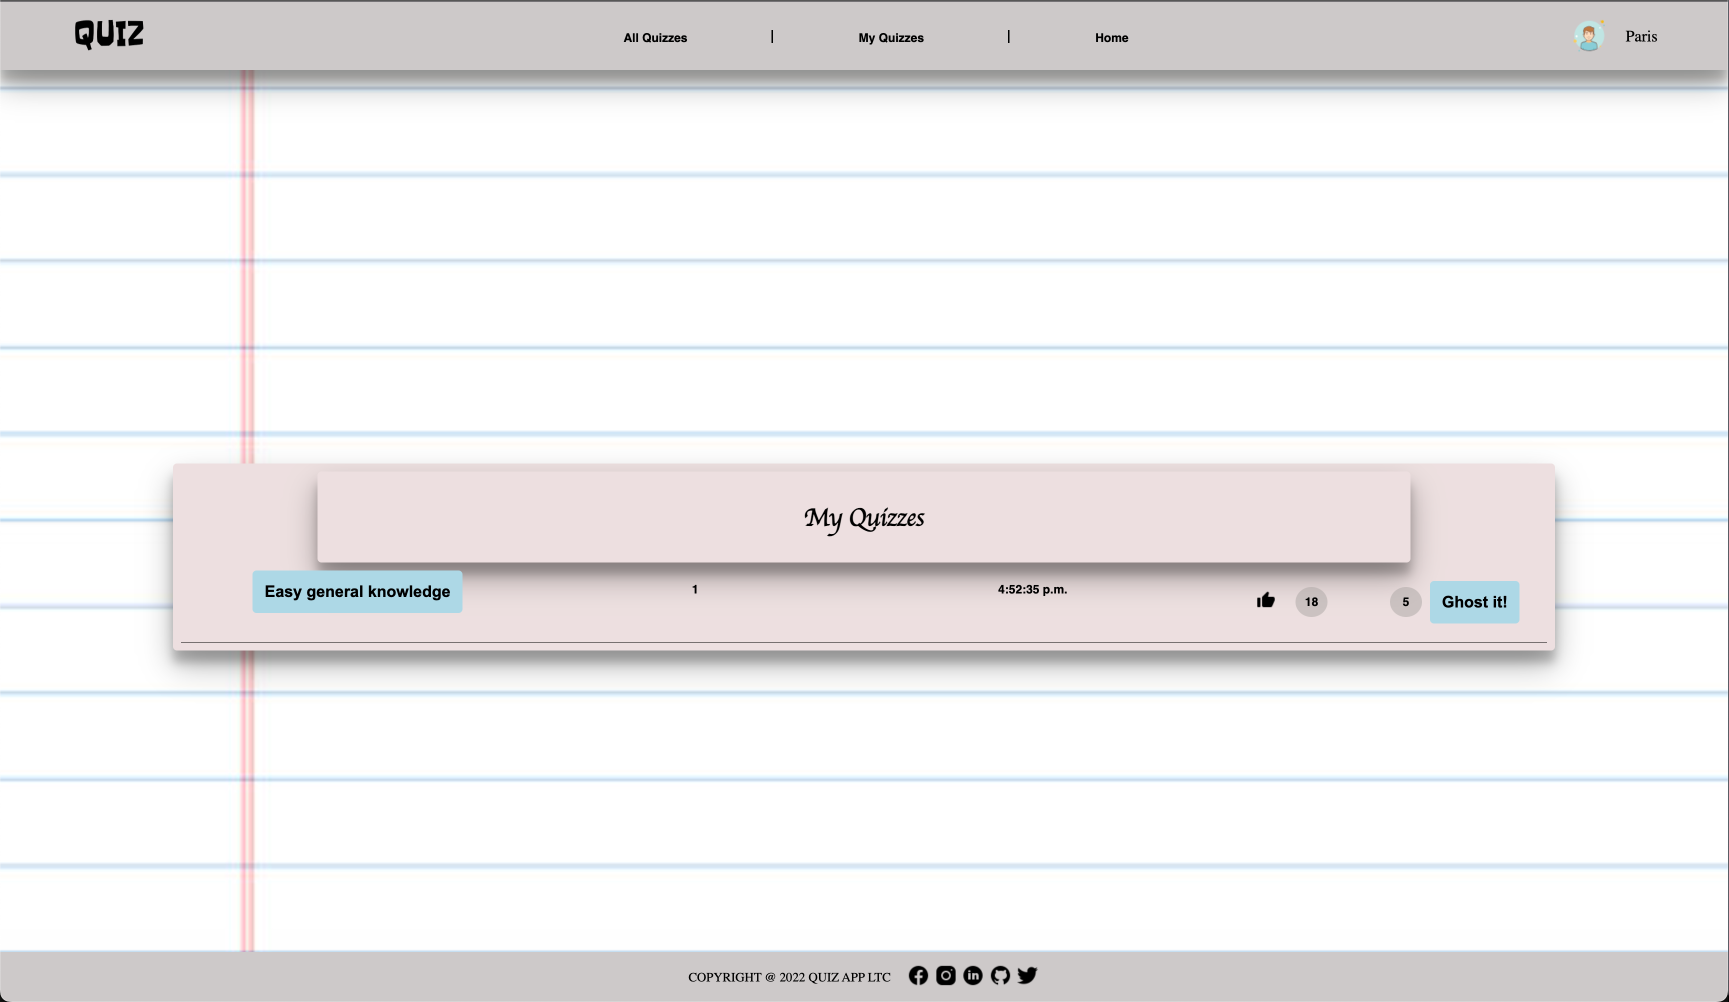 QUIZ
All Quizzes | My Quizzes | Home
Paris
My Quizzes
Easy general knowledge 1 4:52:35 p.m. 18 5 Ghost it!
COPYRIGHT @ 2022 QUIZ APP LTC